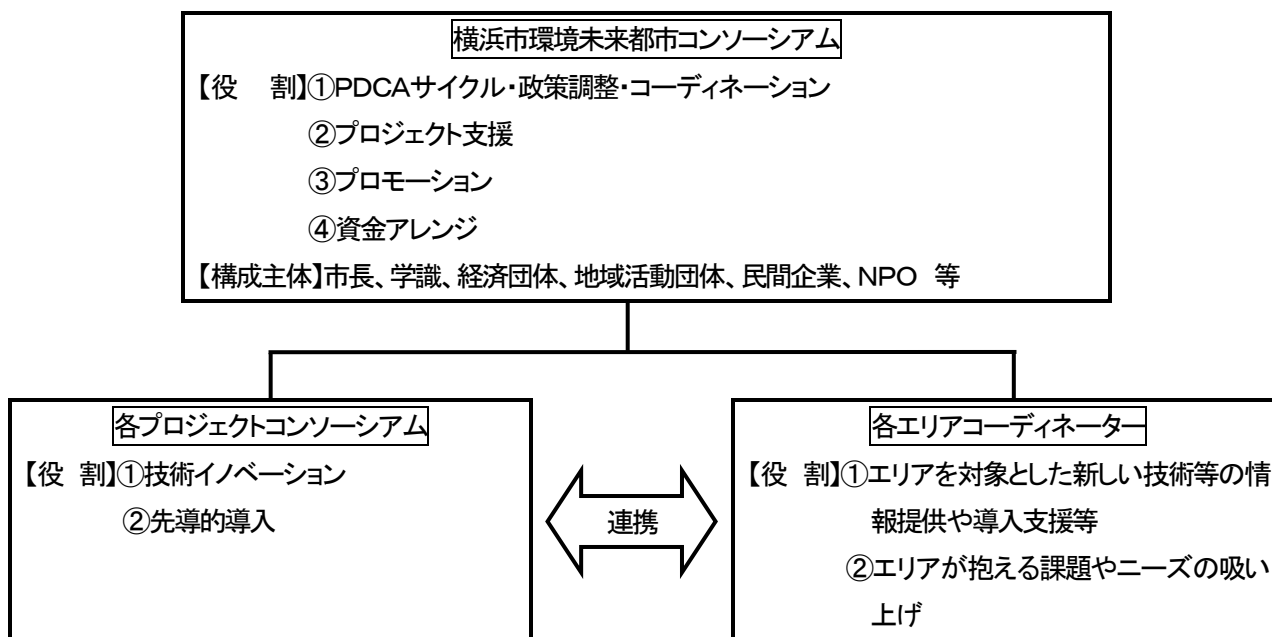 横浜市環境未来都市コンソーシアム
【役　割】①PDCAサイクル・政策調整・コーディネーション
②プロジェクト支援
③プロモーション
④資金アレンジ
【構成主体】市長、学識、経済団体、地域活動団体、民間企業、NPO　等
各プロジェクトコンソーシアム
【役 割】①技術イノベーション
②先導的導入
連携
各エリアコーディネーター
【役 割】①エリアを対象とした新しい技術等の情
報提供や導入支援等
②エリアが抱える課題やニーズの吸い
上げ